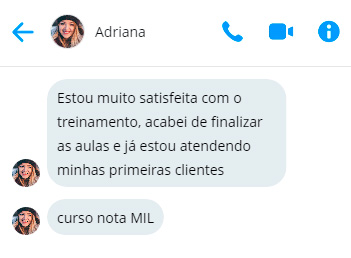 Adriana
Estou muito satisfeita com o
treinamento, acabei de finalizar
as aulas e já estou atendendo
minhas primeiras clientes
curso nota MIL